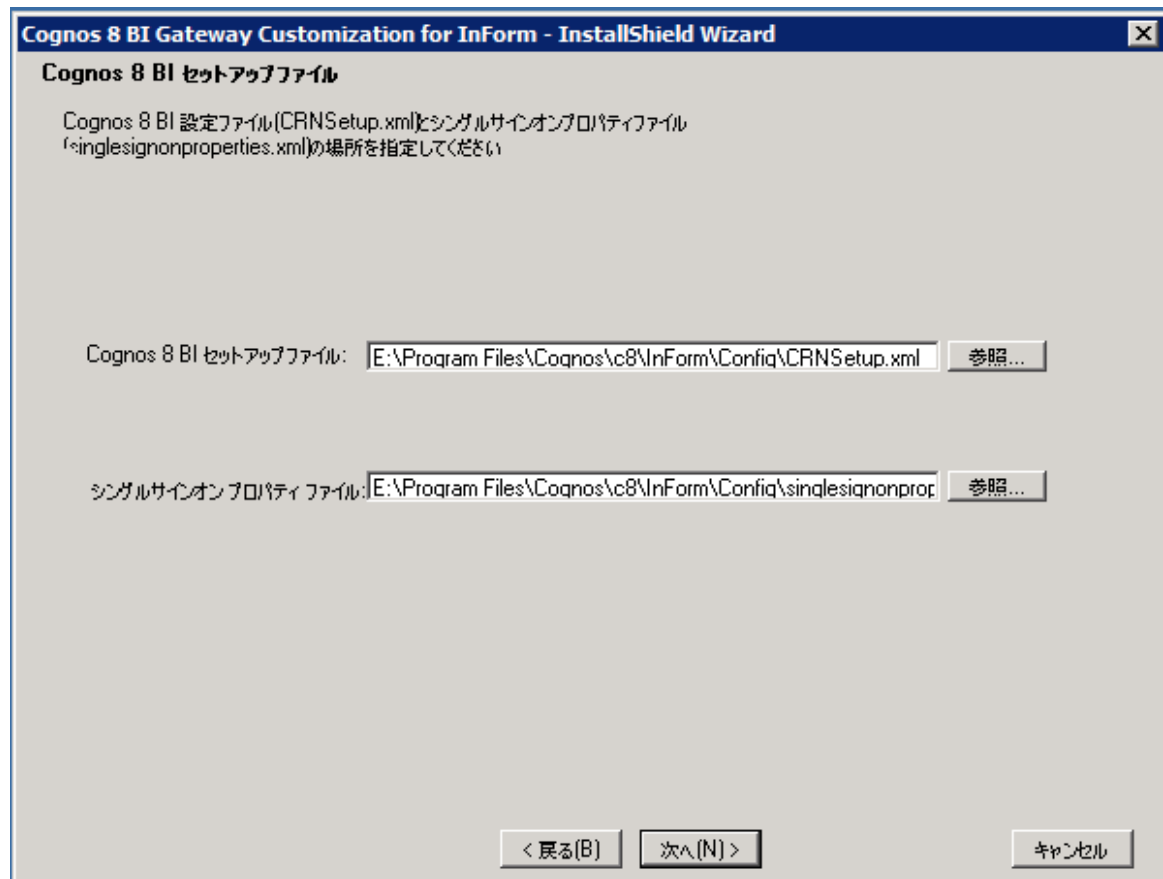 Cognos 8 BI Gateway Customization for InForm - InstallShield Wizard
Cognos 8 BI セットアップファイル
Cognos 8 BI 設定ファイル(CRNSetup.xml)とシングルサインオンプロパティファイル
(singlesignonproperties.xml)の場所を指定してください
Cognos 8 BI セットアップファイル: E:\Program Files\Cognos\c8\InForm\Config\CRNSetup.xml 参照...
シングルサインオン プロパティ ファイル: E:\Program Files\Cognos\c8\InForm\Config\singlesignonprop 参照...
< 戻る(B) 次へ(N) > キャンセル